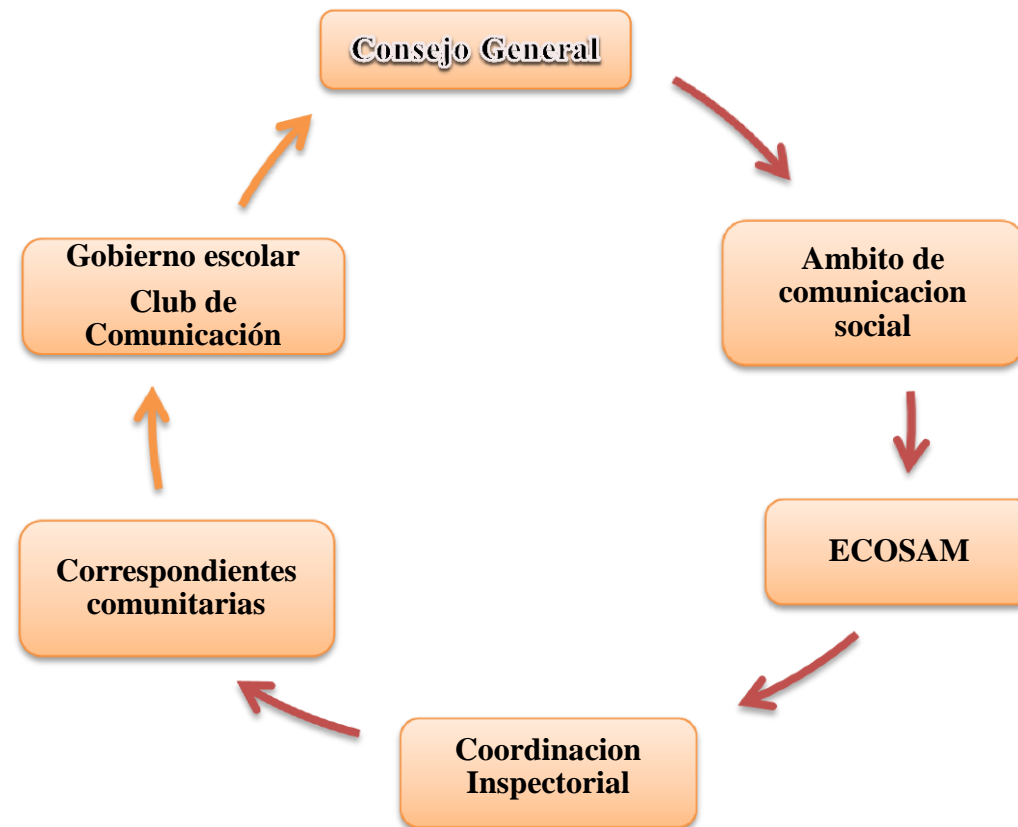 Consejo General
Ambito de
comunicacion
social
ECOSAM
Coordinacion
Inspectorial
Correspondientes
comunitarias
Gobierno escolar
Club de
Comunicación